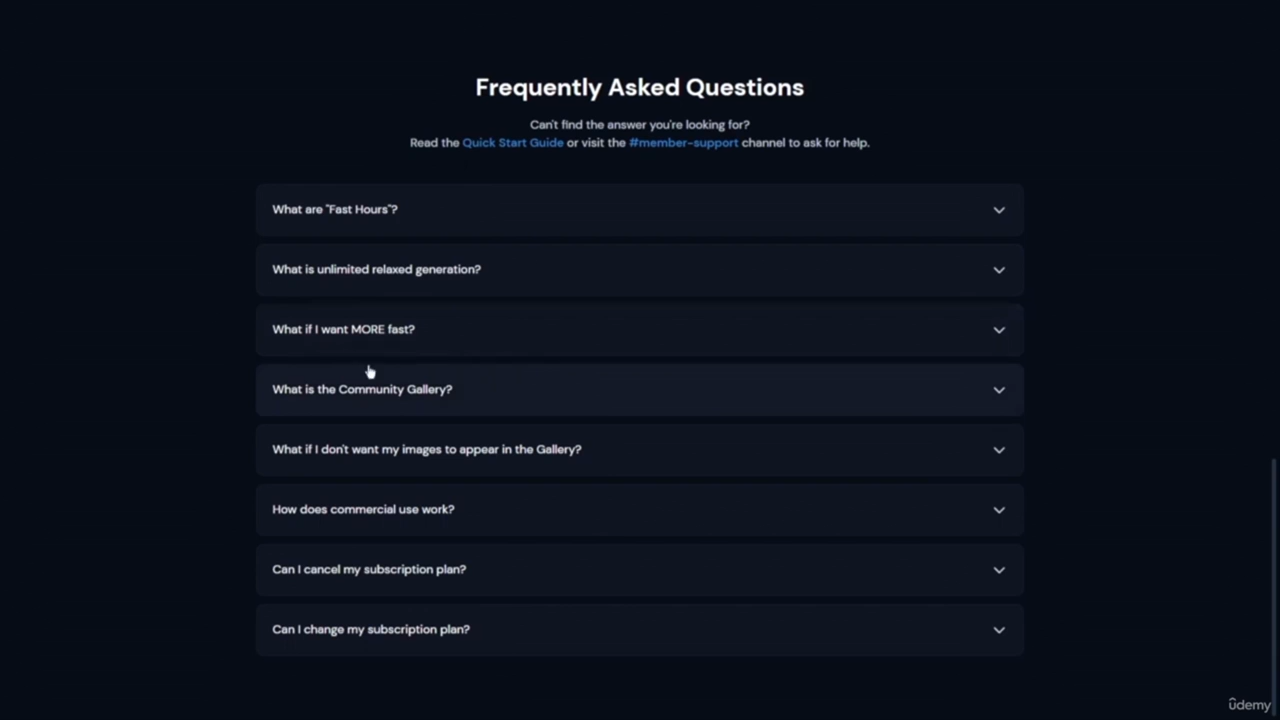 Frequently Asked Questions
Can't find the answer you're looking for?
Read the Quick Start Guide or visit the #member-support channel to ask for help.
What are "Fast Hours"?
What is unlimited relaxed generation?
What if I want MORE fast?
What is the Community Gallery?
What if I don't want my images to appear in the Gallery?
How does commercial use work?
Can I cancel my subscription plan?
Can I change my subscription plan?
ûdemy